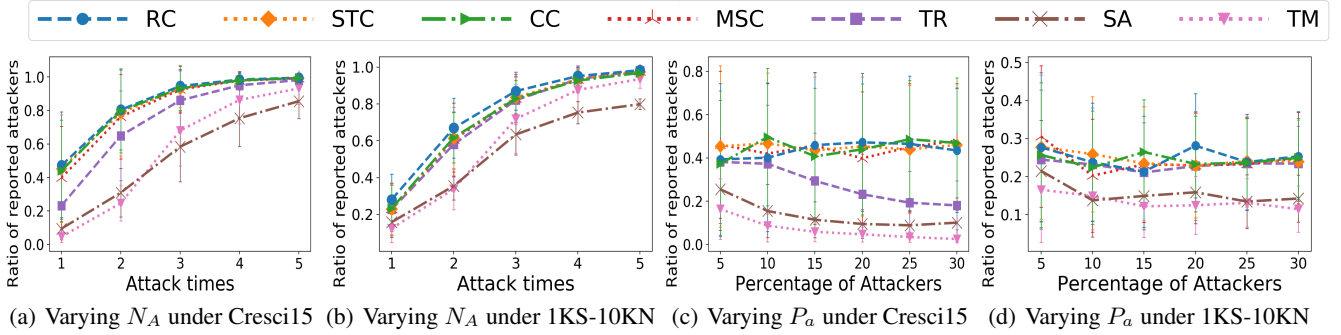 RC STC CC MSC TR SA TM
Ratio of reported attackers
1.0
0.8
0.6
0.4
0.2
0.0
1 2 3 4 5
Attack times
Ratio of reported attackers
1.0
0.8
0.6
0.4
0.2
1 2 3 4 5
Attack times
Ratio of reported attackers
0.8
0.6
0.4
0.2
0.0
5 10 15 20 25 30
Percentage of Attackers
Ratio of reported attackers
0.5
0.4
0.3
0.2
0.1
5 10 15 20 25 30
Percentage of Attackers
(a) Varying N_A under Cresci15 (b) Varying N_A under 1KS-10KN (c) Varying P_a under Cresci15 (d) Varying P_a under 1KS-10KN